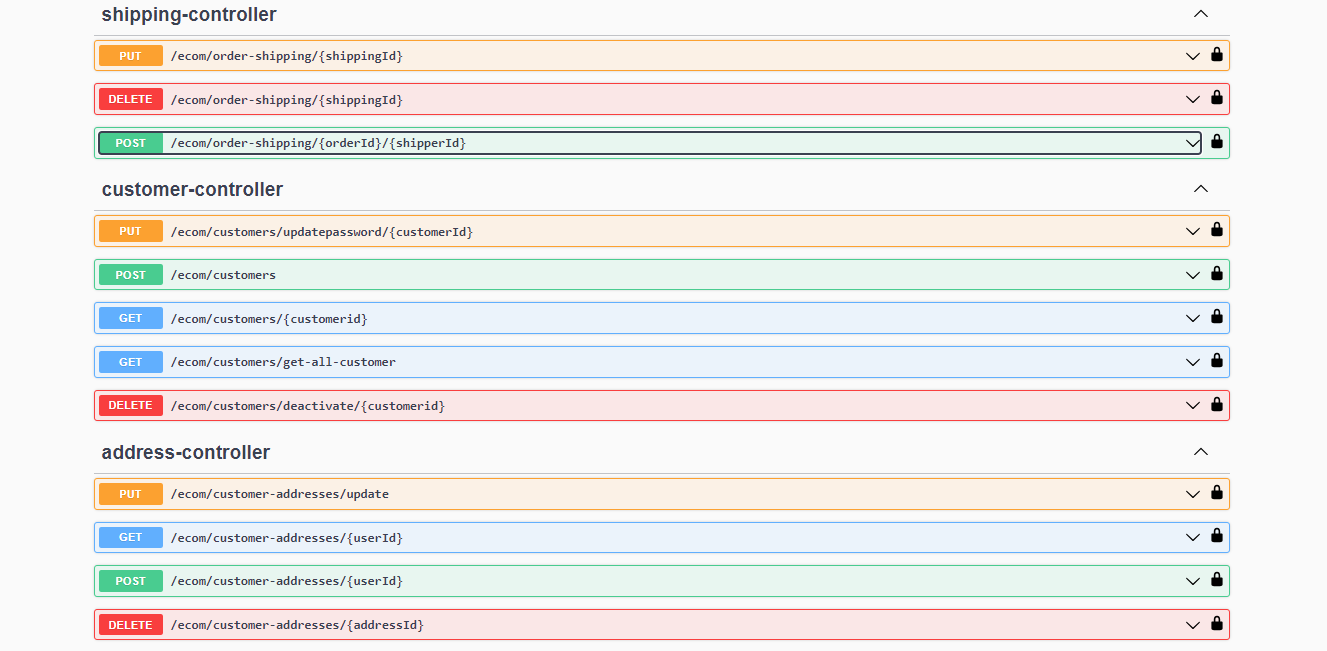 shipping-controller
PUT /ecom/order-shipping/{shippingId}
DELETE /ecom/order-shipping/{shippingId}
POST /ecom/order-shipping/{orderId}/{shipperId}
customer-controller
PUT /ecom/customers/updatepassword/{customerId}
POST /ecom/customers
GET /ecom/customers/{customerid}
GET /ecom/customers/get-all-customer
DELETE /ecom/customers/deactivate/{customerid}
address-controller
PUT /ecom/customer-addresses/update
GET /ecom/customer-addresses/{userId}
POST /ecom/customer-addresses/{userId}
DELETE /ecom/customer-addresses/{addressId}